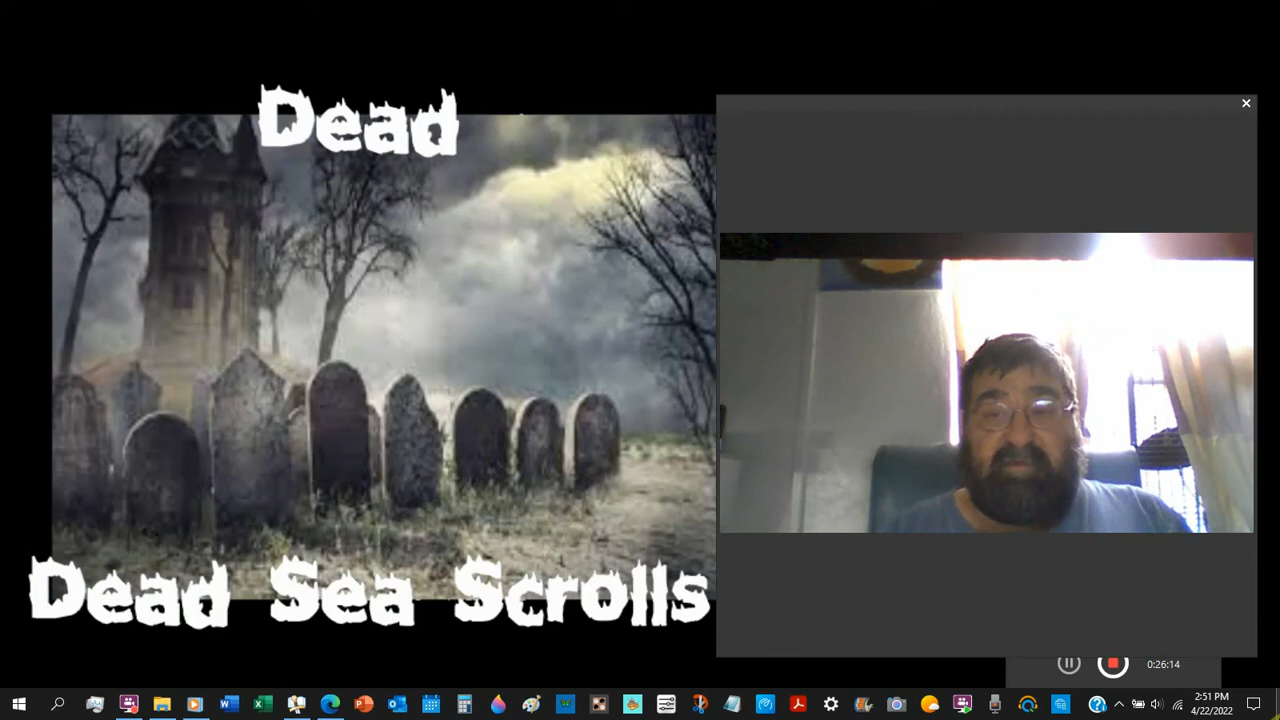 Dead
Dead Sea Scrolls
0:26:14
2:51 PM
4/22/2022